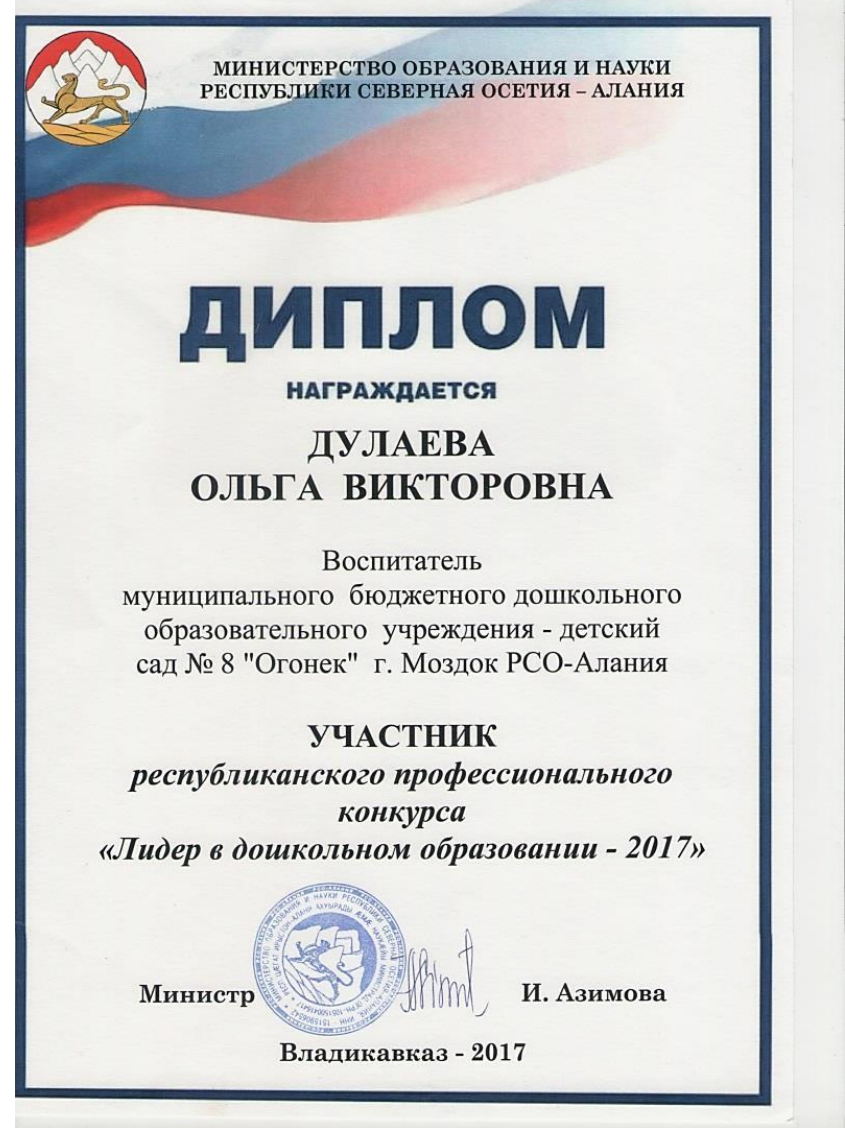 МИНИСТЕРСТВО ОБРАЗОВАНИЯ И НАУКИ
РЕСПУБЛИКИ СЕВЕРНАЯ ОСЕТИЯ – АЛАНИЯ
ДИПЛОМ
НАГРАЖДАЕТСЯ
ДУЛАЕВА
ОЛЬГА ВИКТОРОВНА
Воспитатель
муниципального бюджетного дошкольного
образовательного учреждения - детский
сад № 8 "Огонек" г. Моздок РСО-Алания
УЧАСТНИК
республиканского профессионального
конкурса
«Лидер в дошкольном образовании - 2017»
Министр
И. Азимова
Владикавказ - 2017